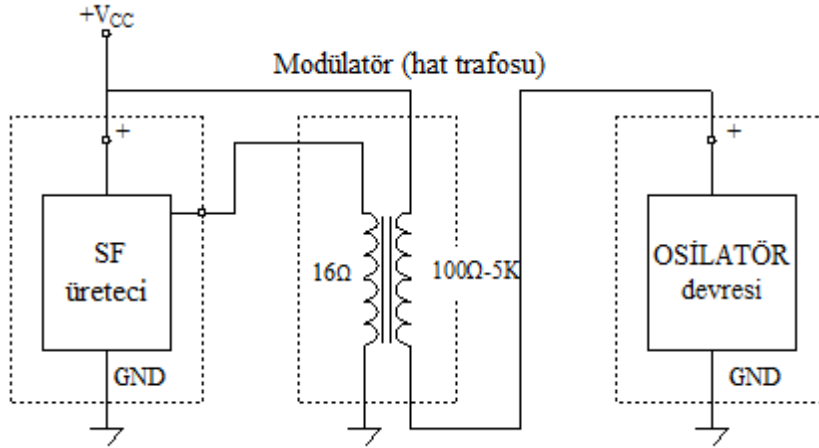 +VCC
Modülatör (hat trafosu)
+
+
SF
üreteci
16Ω
100Ω-5K
OSİLATÖR
devresi
GND
GND